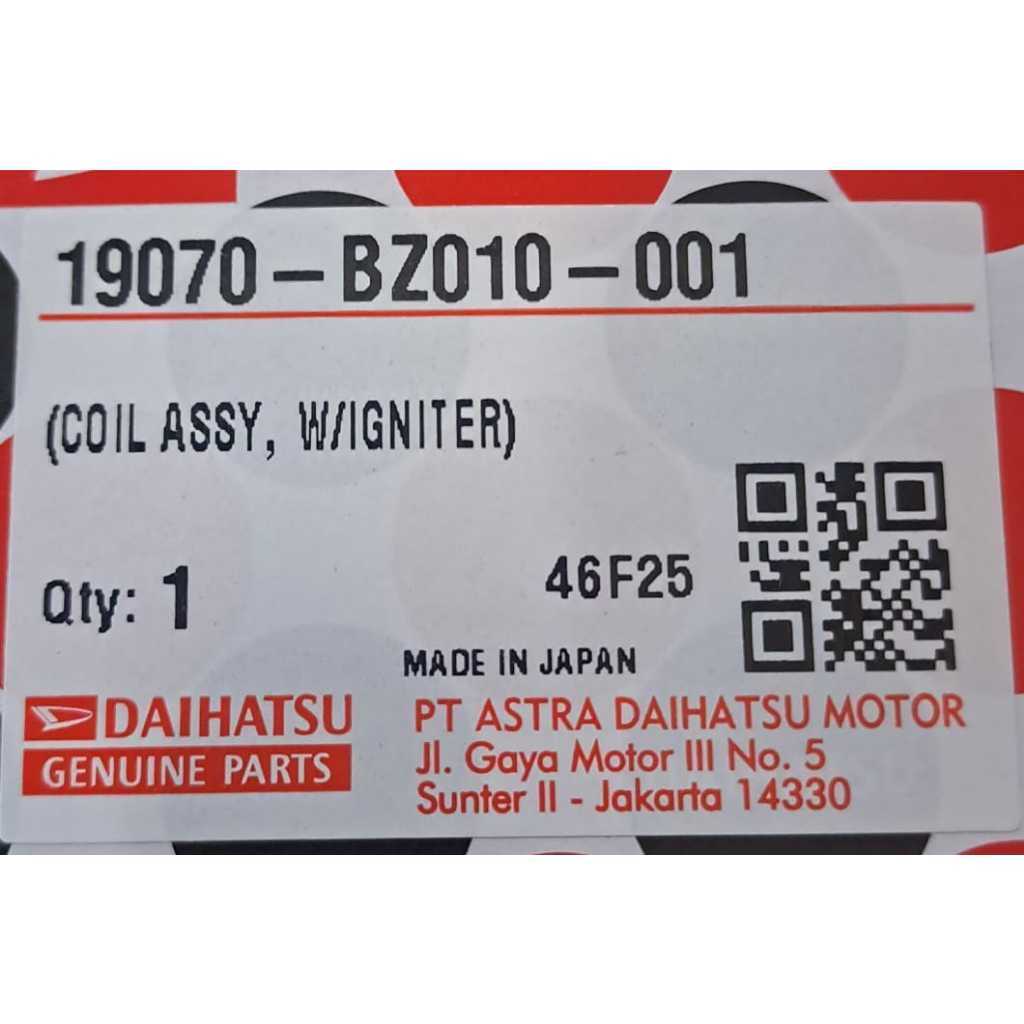 19070-BZ010-001
(COIL ASSY, W/IGNITER)
Qty: 1
46F25
MADE IN JAPAN
DAIHATSU
GENUINE PARTS
PT ASTRA DAIHATSU MOTOR
Jl. Gaya Motor III No. 5
Sunter II - Jakarta 14330